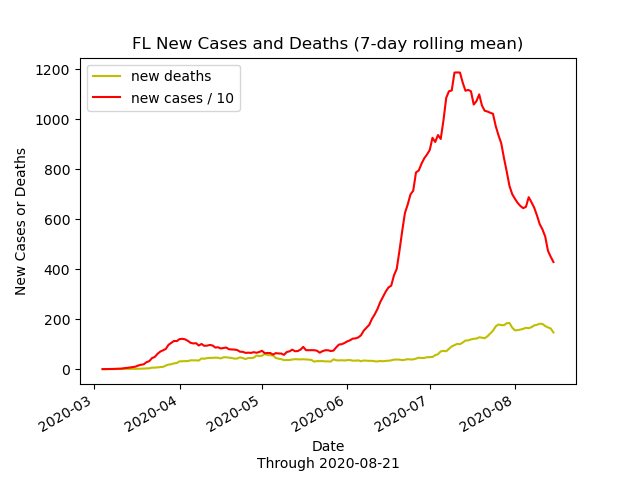 FL New Cases and Deaths (7-day rolling mean)
new deaths
new cases / 10
New Cases or Deaths
1200
1000
800
600
400
200
0
2020-03
2020-04
2020-05
2020-06
2020-07
2020-08
Date
Through 2020-08-21